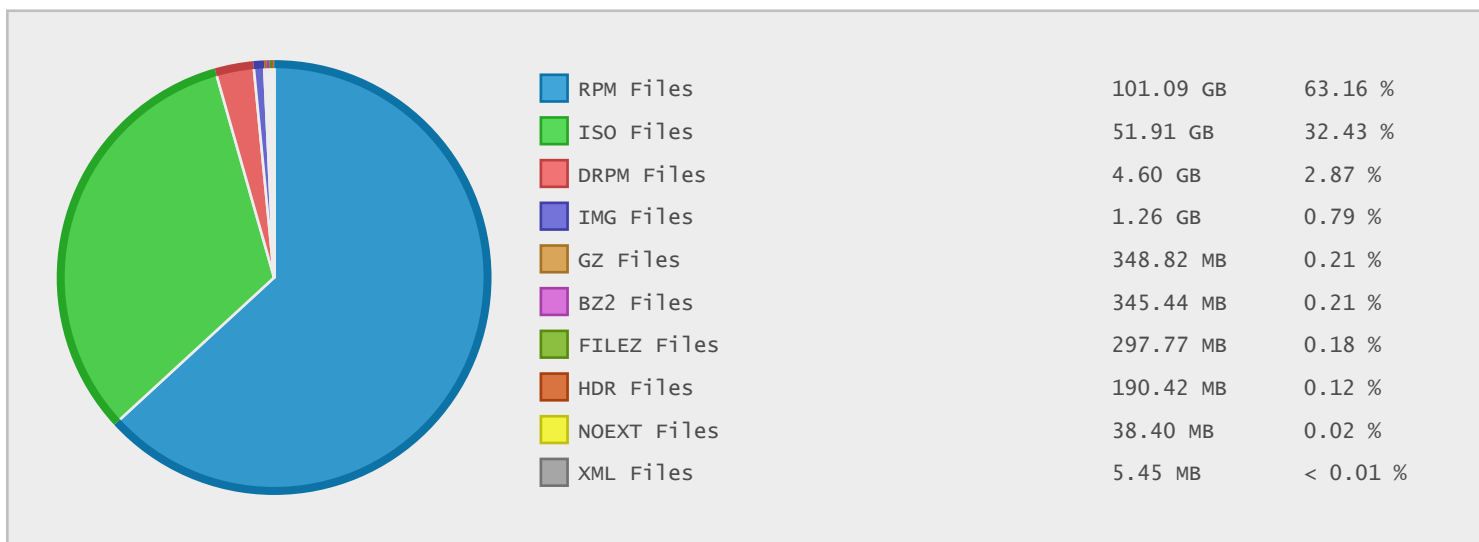 RPM Files 101.09 GB 63.16 %
ISO Files 51.91 GB 32.43 %
DRPM Files 4.60 GB 2.87 %
IMG Files 1.26 GB 0.79 %
GZ Files 348.82 MB 0.21 %
BZ2 Files 345.44 MB 0.21 %
FILEZ Files 297.77 MB 0.18 %
HDR Files 190.42 MB 0.12 %
NOEXT Files 38.40 MB 0.02 %
XML Files 5.45 MB < 0.01 %